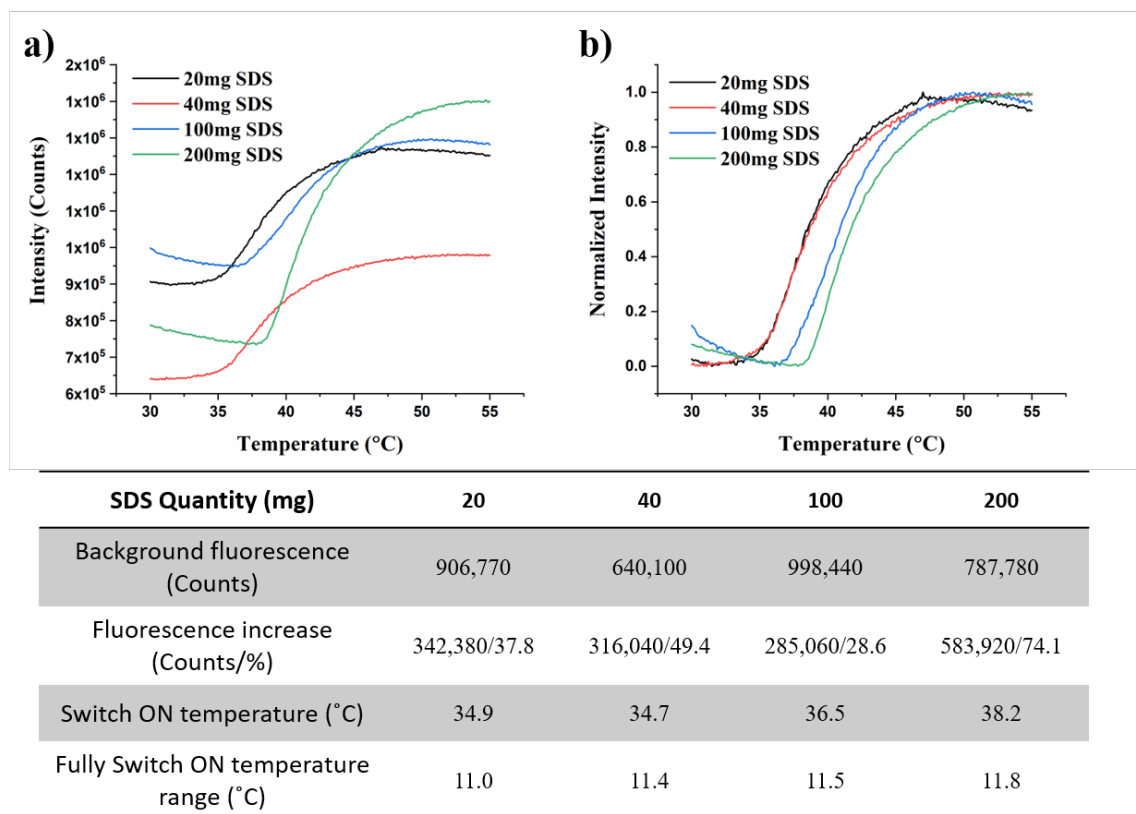 a)
20mg SDS
40mg SDS
100mg SDS
200mg SDS
2x10⁶
1x10⁶
1x10⁶
1x10⁶
1x10⁶
1x10⁶
9x10⁵
8x10⁵
7x10⁵
6x10⁵
Intensity (Counts)
30 35 40 45 50 55
Temperature (°C)
b)
20mg SDS
40mg SDS
100mg SDS
200mg SDS
1.0
0.8
0.6
0.4
0.2
0.0
Normalized Intensity
30 35 40 45 50 55
Temperature (°C)
SDS Quantity (mg) 20 40 100 200
Background fluorescence
(Counts) 906,770 640,100 998,440 787,780
Fluorescence increase
(Counts/%) 342,380/37.8 316,040/49.4 285,060/28.6 583,920/74.1
Switch ON temperature (˚C) 34.9 34.7 36.5 38.2
Fully Switch ON temperature
range (˚C) 11.0 11.4 11.5 11.8